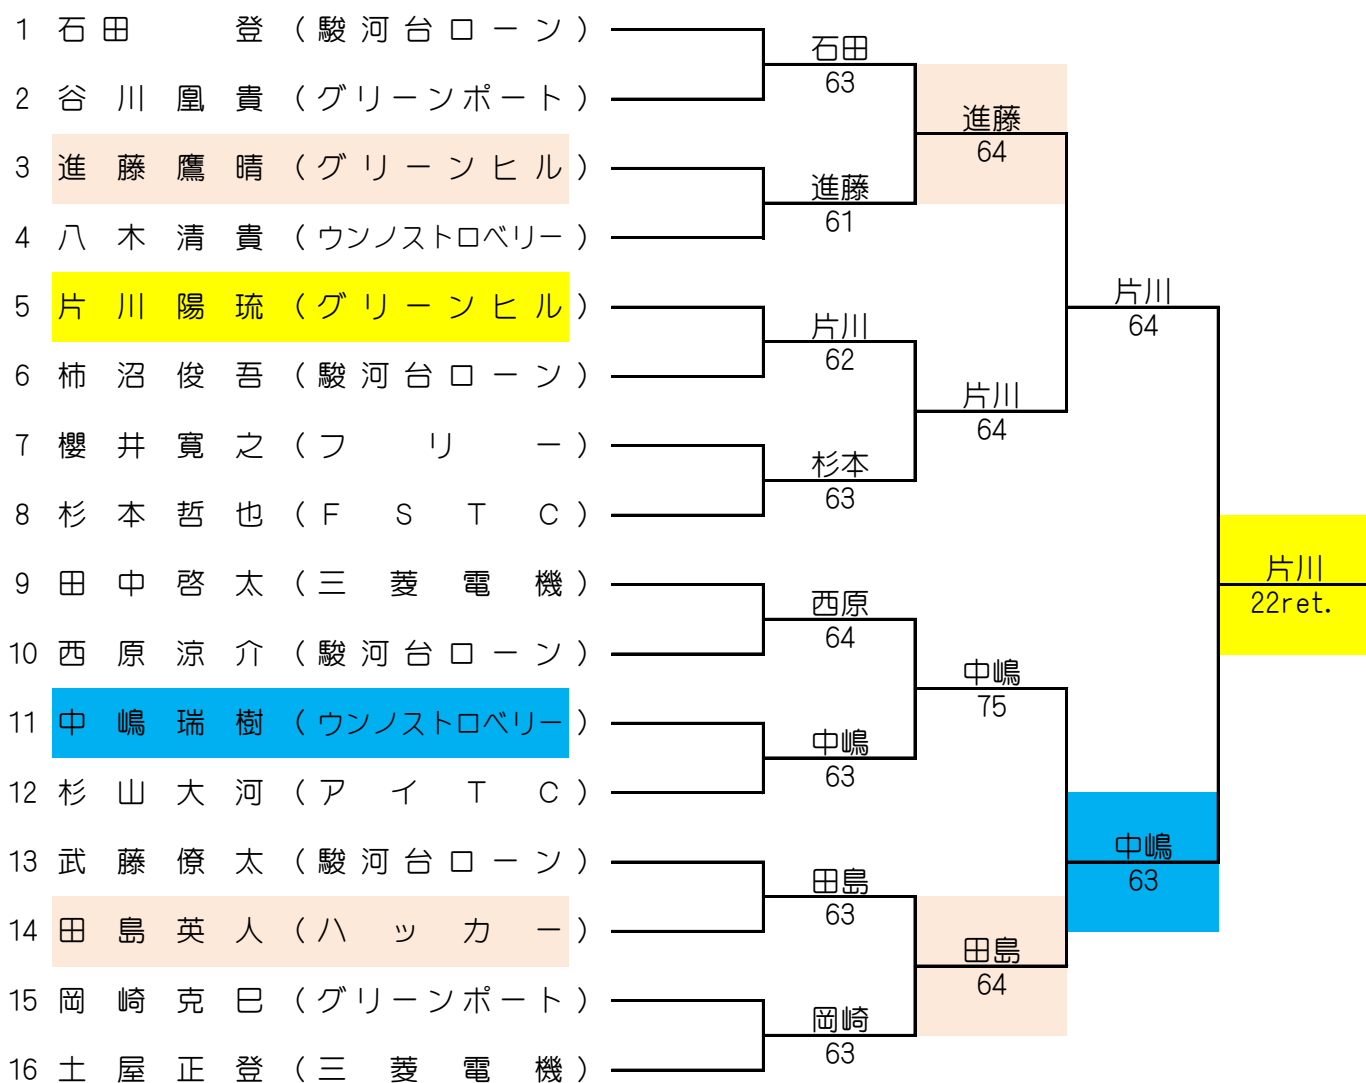 1 石田 登 （駿河台ローン）
2 谷川凰貴 （グリーンポート）
3 進藤鷹晴 （グリーンヒル）
4 八木清貴 （ウンノストロベリー）
5 片川陽琉 （グリーンヒル）
6 柿沼俊吾 （駿河台ローン）
7 櫻井寛之 （フリー）
8 杉本哲也 （FSTC）
9 田中啓太 （三菱電機）
10 西原涼介 （駿河台ローン）
11 中嶋瑞樹 （ウンノストロベリー）
12 杉山大河 （アイTC）
13 武藤僚太 （駿河台ローン）
14 田島英人 （ハッカー）
15 岡崎克巳 （グリーンポート）
16 土屋正登 （三菱電機）
石田
63
進藤
61
片川
62
杉本
63
西原
64
中嶋
63
田島
63
岡崎
63
進藤
64
片川
64
中嶋
75
田島
64
片川
64
中嶋
63
片川
22ret.